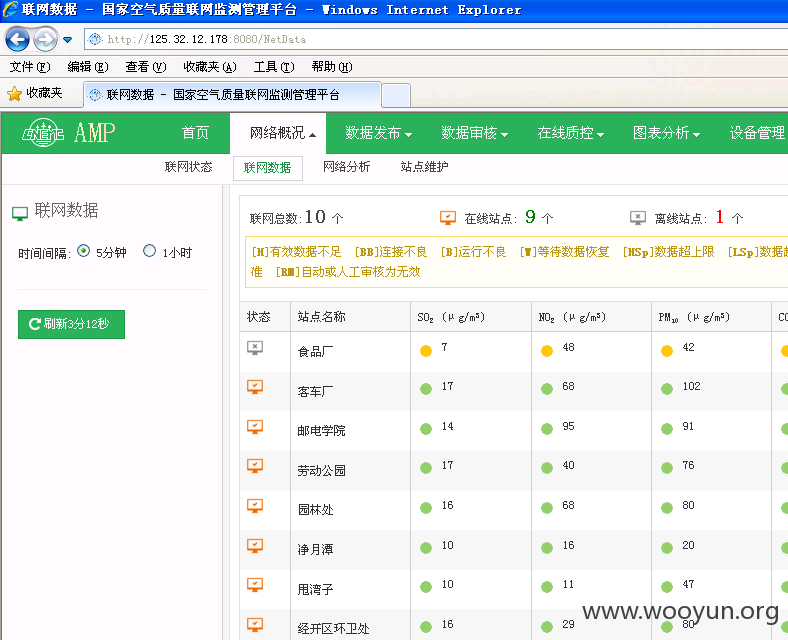 联网数据 - 国家空气质量联网监测管理平台 - Windows Internet Explorer
http://125.32.12.178:8080/NetData
文件(F) 编辑(E) 查看(V) 收藏夹(A) 工具(T) 帮助(H)
收藏夹 联网数据 - 国家空气质量联网监测管理平台
AMP 首页 网络概况 数据发布 数据审核 在线质控 图表分析 设备管理
联网状态 联网数据 网络分析 站点维护
联网数据
时间间隔: 5分钟 1小时
刷新3分12秒
联网总数:10 个 在线站点: 9 个 离线站点: 1 个
[H]有效数据不足 [BB]连接不良 [B]运行不良 [W]等待数据恢复 [HSp]数据超上限 [LSp]数据超
准 [RM]自动或人工审核为无效
状态 站点名称 SO₂ (μg/m³) NO₂ (μg/m³) PM₁₀ (μg/m³) CO
食品厂 7 48 42
客车厂 17 68 102
邮电学院 14 95 91
劳动公园 17 40 76
园林处 16 68 80
净月潭 10 16 20
甩湾子 10 11 47
经开区环卫处 16 29 80
www.wooyun.org